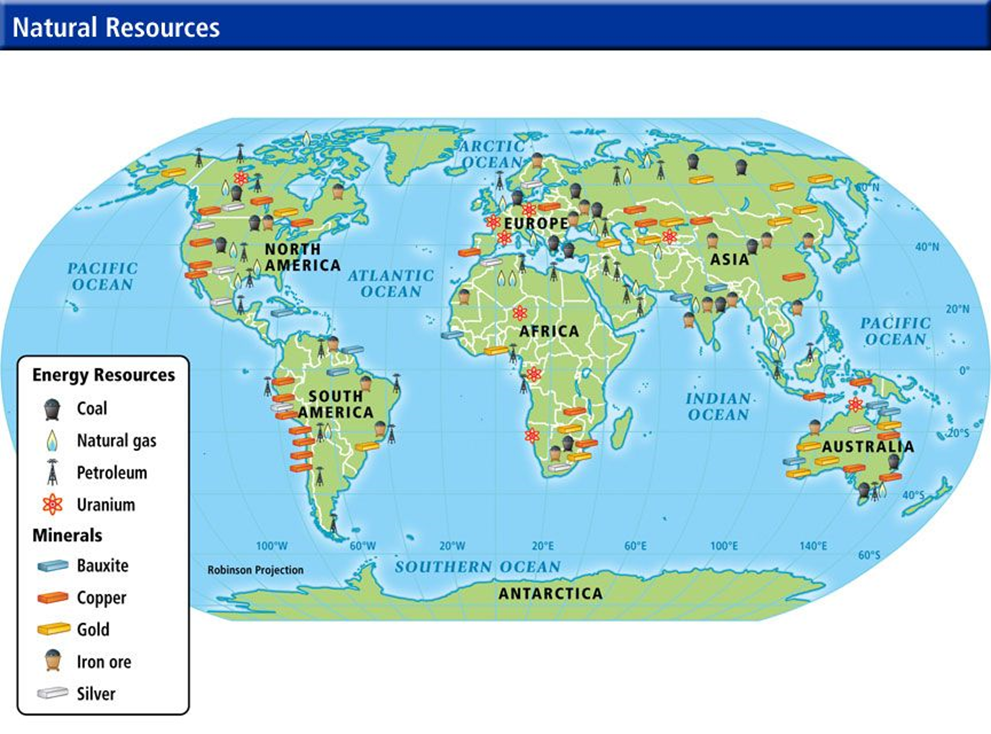 Natural Resources
ARCTIC
OCEAN
60°N
EUROPE
NORTH
AMERICA
ASIA
40°N
PACIFIC
OCEAN
ATLANTIC
OCEAN
20°N
AFRICA
PACIFIC
OCEAN
0°
SOUTH
AMERICA
INDIAN
OCEAN
20°S
AUSTRALIA
40°S
100°W
60°W
20°W
20°E
60°E
100°E
140°E
60°S
Robinson Projection
SOUTHERN OCEAN
ANTARCTICA
Energy Resources
Coal
Natural gas
Petroleum
Uranium
Minerals
Bauxite
Copper
Gold
Iron ore
Silver